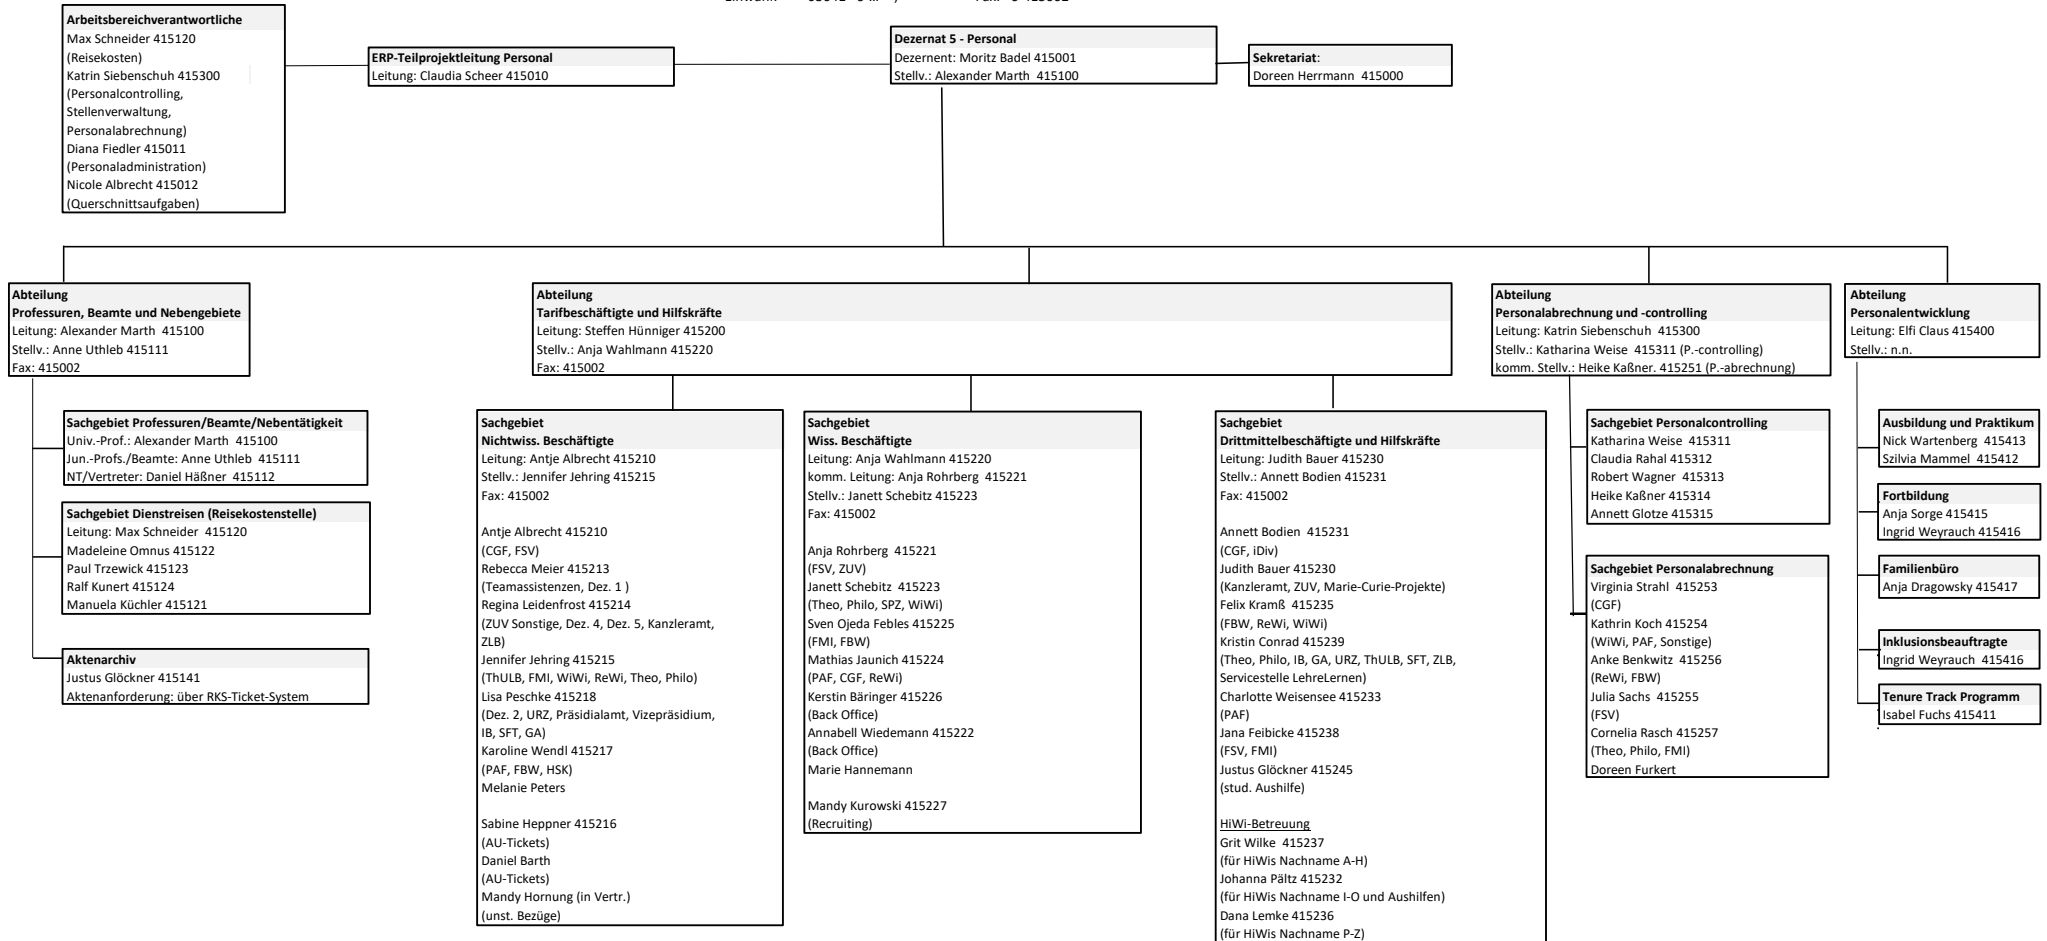 Arbeitsbereichverantwortliche
Max Schneider 415120
(Reisekosten)
Katrin Siebenschuh 415300
(Personalcontrolling,
Stellenverwaltung,
Personalabrechnung)
Diana Fiedler 415011
(Personaladministration)
Nicole Albrecht 415012
(Querschnittsaufgaben)
ERP-Teilprojektleitung Personal
Leitung: Claudia Scheer 415010
Dezernat 5 - Personal
Dezernent: Moritz Badel 415001
Stellv.: Alexander Marth 415100
Sekretariat:
Doreen Herrmann 415000
Abteilung
Professuren, Beamte und Nebengebiete
Leitung: Alexander Marth 415100
Stellv.: Anne Uthleb 415111
Fax: 415002
Sachgebiet Professuren/Beamte/Nebentätigkeit
Univ.-Prof.: Alexander Marth 415100
Jun.-Profs./Beamte: Anne Uthleb 415111
NT/Vertreter: Daniel Häßner 415112
Sachgebiet Dienstreisen (Reisekostenstelle)
Leitung: Max Schneider 415120
Madeleine Omnus 415122
Paul Trzewick 415123
Ralf Kunert 415124
Manuela Küchler 415121
Aktenarchiv
Justus Glöckner 415141
Aktenanforderung: über RKS-Ticket-System
Abteilung
Tarifbeschäftigte und Hilfskräfte
Leitung: Steffen Hünniger 415200
Stellv.: Anja Wahlmann 415220
Fax: 415002
Sachgebiet
Nichtwiss. Beschäftigte
Leitung: Antje Albrecht 415210
Stellv.: Jennifer Jehring 415215
Fax: 415002
Antje Albrecht 415210
(CGF, FSV)
Rebecca Meier 415213
(Teamassistenzen, Dez. 1 )
Regina Leidenfrost 415214
(ZUV Sonstige, Dez. 4, Dez. 5, Kanzleramt,
ZLB)
Jennifer Jehring 415215
(ThULB, FMI, WiWi, ReWi, Theo, Philo)
Lisa Peschke 415218
(Dez. 2, URZ, Präsidialamt, Vizepräsidium,
IB, SFT, GA)
Karoline Wendl 415217
(PAF, FBW, HSK)
Melanie Peters
Sabine Heppner 415216
(AU-Tickets)
Daniel Barth
(AU-Tickets)
Mandy Hornung (in Vertr.)
(unst. Bezüge)
Sachgebiet
Wiss. Beschäftigte
Leitung: Anja Wahlmann 415220
komm. Leitung: Anja Rohrberg 415221
Stellv.: Janett Schebitz 415223
Fax: 415002
Anja Rohrberg 415221
(FSV, ZUV)
Janett Schebitz 415223
(Theo, Philo, SPZ, WiWi)
Sven Ojeda Febles 415225
(FMI, FBW)
Mathias Jaunich 415224
(PAF, CGF, ReWi)
Kerstin Bäringer 415226
(Back Office)
Annabell Wiedemann 415222
(Back Office)
Marie Hannemann
Mandy Kurowski 415227
(Recruiting)
Sachgebiet
Drittmittelbeschäftigte und Hilfskräfte
Leitung: Judith Bauer 415230
Stellv.: Annett Bodien 415231
Fax: 415002
Annett Bodien 415231
(CGF, iDiv)
Judith Bauer 415230
(Kanzleramt, ZUV, Marie-Curie-Projekte)
Felix Kramß 415235
(FBW, ReWi, WiWi)
Kristin Conrad 415239
(Theo, Philo, IB, GA, URZ, ThULB, SFT, ZLB,
Servicestelle LehreLernen)
Charlotte Weisensee 415233
(PAF)
Jana Feibicke 415238
(FSV, FMI)
Justus Glöckner 415245
(stud. Aushilfe)
HiWi-Betreuung
Grit Wilke 415237
(für HiWis Nachname A-H)
Johanna Pältz 415232
(für HiWis Nachname I-O und Aushilfen)
Dana Lemke 415236
(für HiWis Nachname P-Z)
Abteilung
Personalabrechnung und -controlling
Leitung: Katrin Siebenschuh 415300
Stellv.: Katharina Weise 415311 (P.-controlling)
komm. Stellv.: Heike Kaßner. 415251 (P.-abrechnung)
Sachgebiet Personalcontrolling
Katharina Weise 415311
Claudia Rahal 415312
Robert Wagner 415313
Heike Kaßner 415314
Annett Glotze 415315
Sachgebiet Personalabrechnung
Virginia Strahl 415253
(CGF)
Kathrin Koch 415254
(WiWi, PAF, Sonstige)
Anke Benkwitz 415256
(ReWi, FBW)
Julia Sachs 415255
(FSV)
Cornelia Rasch 415257
(Theo, Philo, FMI)
Doreen Furkert
Abteilung
Personalentwicklung
Leitung: Elfi Claus 415400
Stellv.: n.n.
Ausbildung und Praktikum
Nick Wartenberg 415413
Szilvia Mammel 415412
Fortbildung
Anja Sorge 415415
Ingrid Weyrauch 415416
Familienbüro
Anja Dragowsky 415417
Inklusionsbeauftragte
Ingrid Weyrauch 415416
Tenure Track Programm
Isabel Fuchs 415411